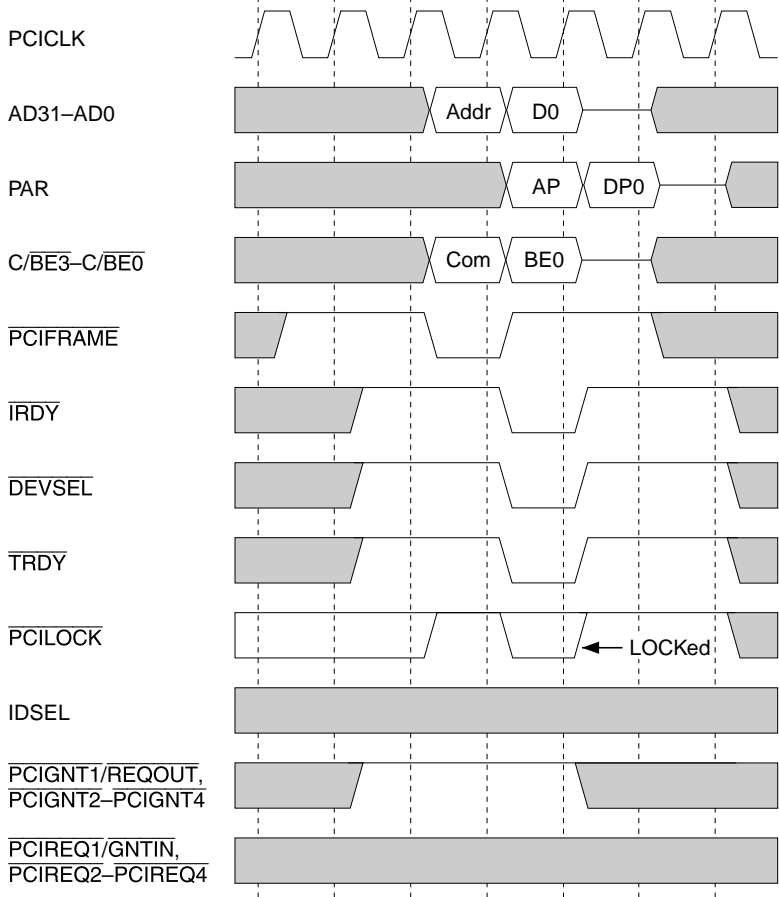 PCICLK
AD31–AD0
Addr
D0
PAR
AP
DP0
C/BE3–C/BE0
Com
BE0
PCIFRAME
IRDY
DEVSEL
TRDY
PCILOCK
LOCKed
IDSEL
PCIGNT1/REQOUT,
PCIGNT2–PCIGNT4
PCIREQ1/GNTIN,
PCIREQ2–PCIREQ4